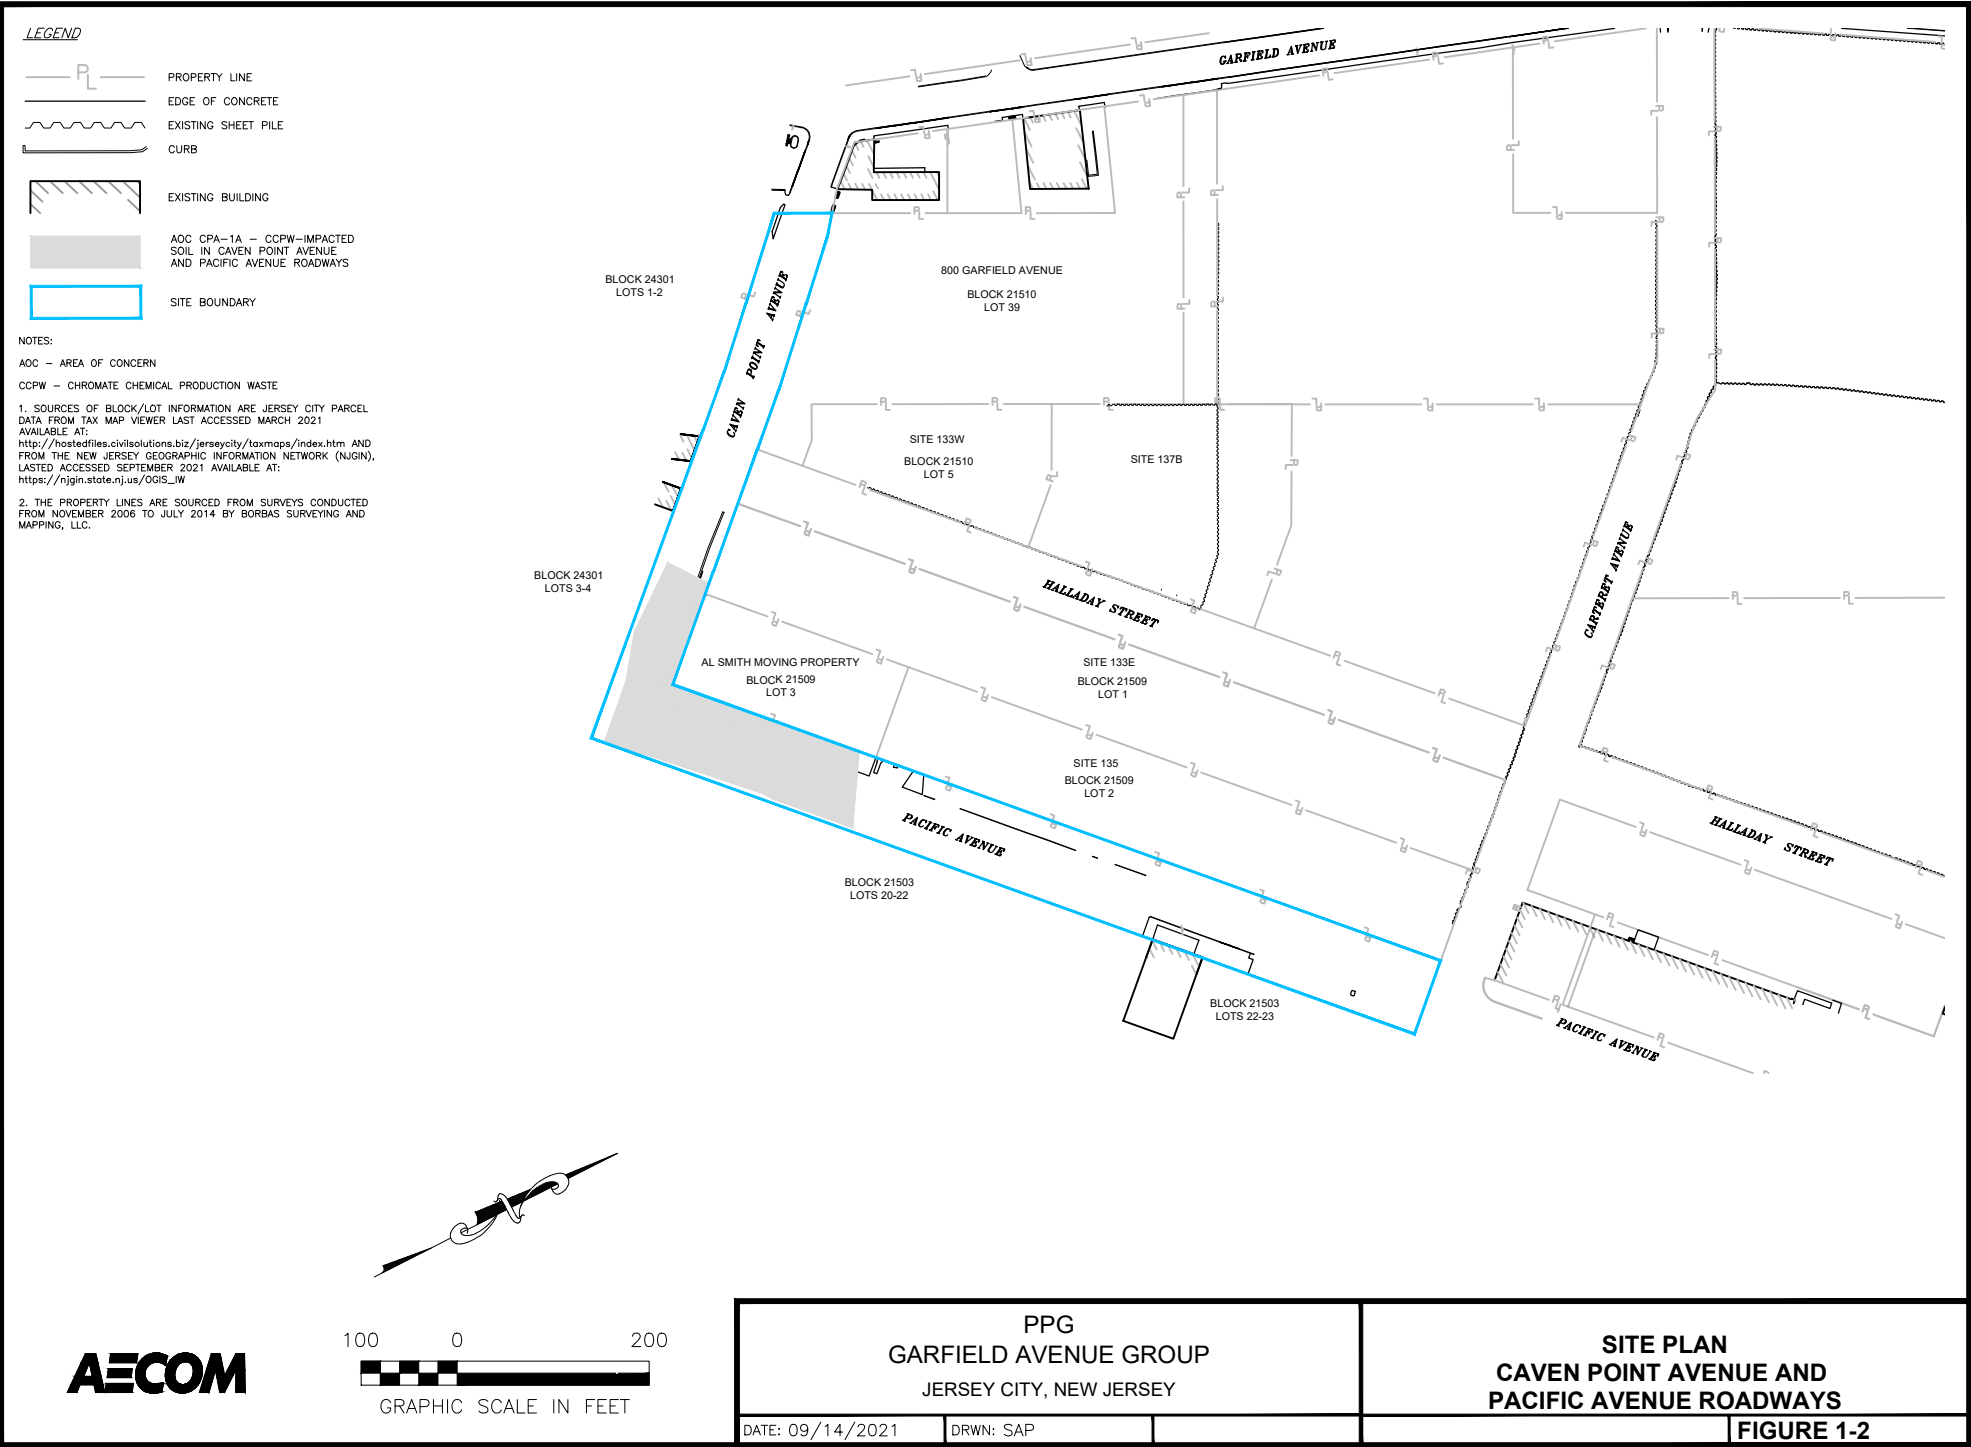 LEGEND
PL
PROPERTY LINE
EDGE OF CONCRETE
EXISTING SHEET PILE
CURB
EXISTING BUILDING
AOC CPA-1A - CCPW-IMPACTED
SOIL IN CAVEN POINT AVENUE
AND PACIFIC AVENUE ROADWAYS
SITE BOUNDARY
NOTES:
AOC - AREA OF CONCERN
CCPW - CHROMATE CHEMICAL PRODUCTION WASTE
1. SOURCES OF BLOCK/LOT INFORMATION ARE JERSEY CITY PARCEL
DATA FROM TAX MAP VIEWER LAST ACCESSED MARCH 2021
AVAILABLE AT:
http://hostedfiles.civilsolutions.biz/jerseycity/taxmaps/index.htm AND
FROM THE NEW JERSEY GEOGRAPHIC INFORMATION NETWORK (NJGIN),
LASTED ACCESSED SEPTEMBER 2021 AVAILABLE AT:
https://njgin.state.nj.us/OGIS_IW
2. THE PROPERTY LINES ARE SOURCED FROM SURVEYS CONDUCTED
FROM NOVEMBER 2006 TO JULY 2014 BY BORBAS SURVEYING AND
MAPPING, LLC.
GARFIELD AVENUE
BLOCK 24301
LOTS 1-2
CAVEN POINT AVENUE
800 GARFIELD AVENUE
BLOCK 21510
LOT 39
SITE 133W
BLOCK 21510
LOT 5
SITE 137B
BLOCK 24301
LOTS 3-4
HALLADAY STREET
CARTERET AVENUE
AL SMITH MOVING PROPERTY
BLOCK 21509
LOT 3
SITE 133E
BLOCK 21509
LOT 1
SITE 135
BLOCK 21509
LOT 2
PACIFIC AVENUE
HALLADAY STREET
BLOCK 21503
LOTS 20-22
BLOCK 21503
LOTS 22-23
PACIFIC AVENUE
AECOM
100 0 200
GRAPHIC SCALE IN FEET
PPG
GARFIELD AVENUE GROUP
JERSEY CITY, NEW JERSEY
DATE: 09/14/2021
DRWN: SAP
SITE PLAN
CAVEN POINT AVENUE AND
PACIFIC AVENUE ROADWAYS
FIGURE 1-2